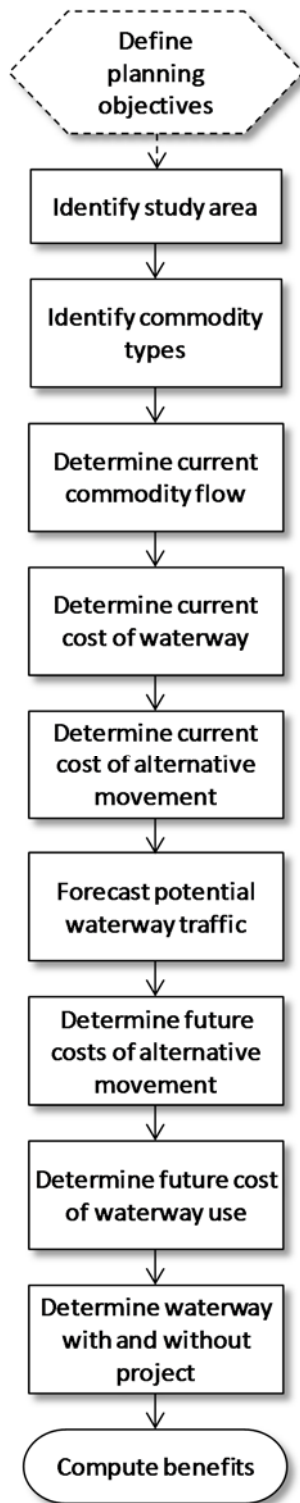 Define
planning
objectives
Identify study area
Identify commodity
types
Determine current
commodity flow
Determine current
cost of waterway
Determine current
cost of alternative
movement
Forecast potential
waterway traffic
Determine future
costs of alternative
movement
Determine future cost
of waterway use
Determine waterway
with and without
project
Compute benefits